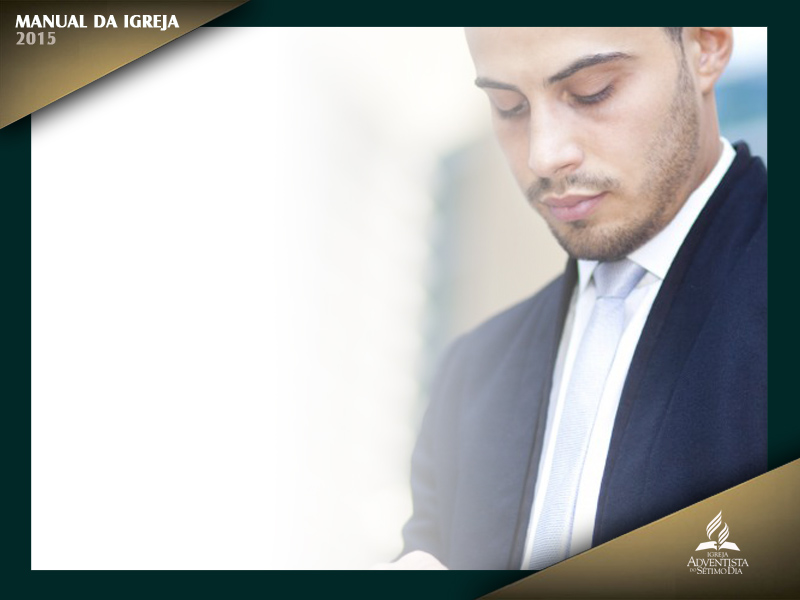 MANUAL DA IGREJA
2015
IGREJA
ADVENTISTA
DO SÉTIMO DIA